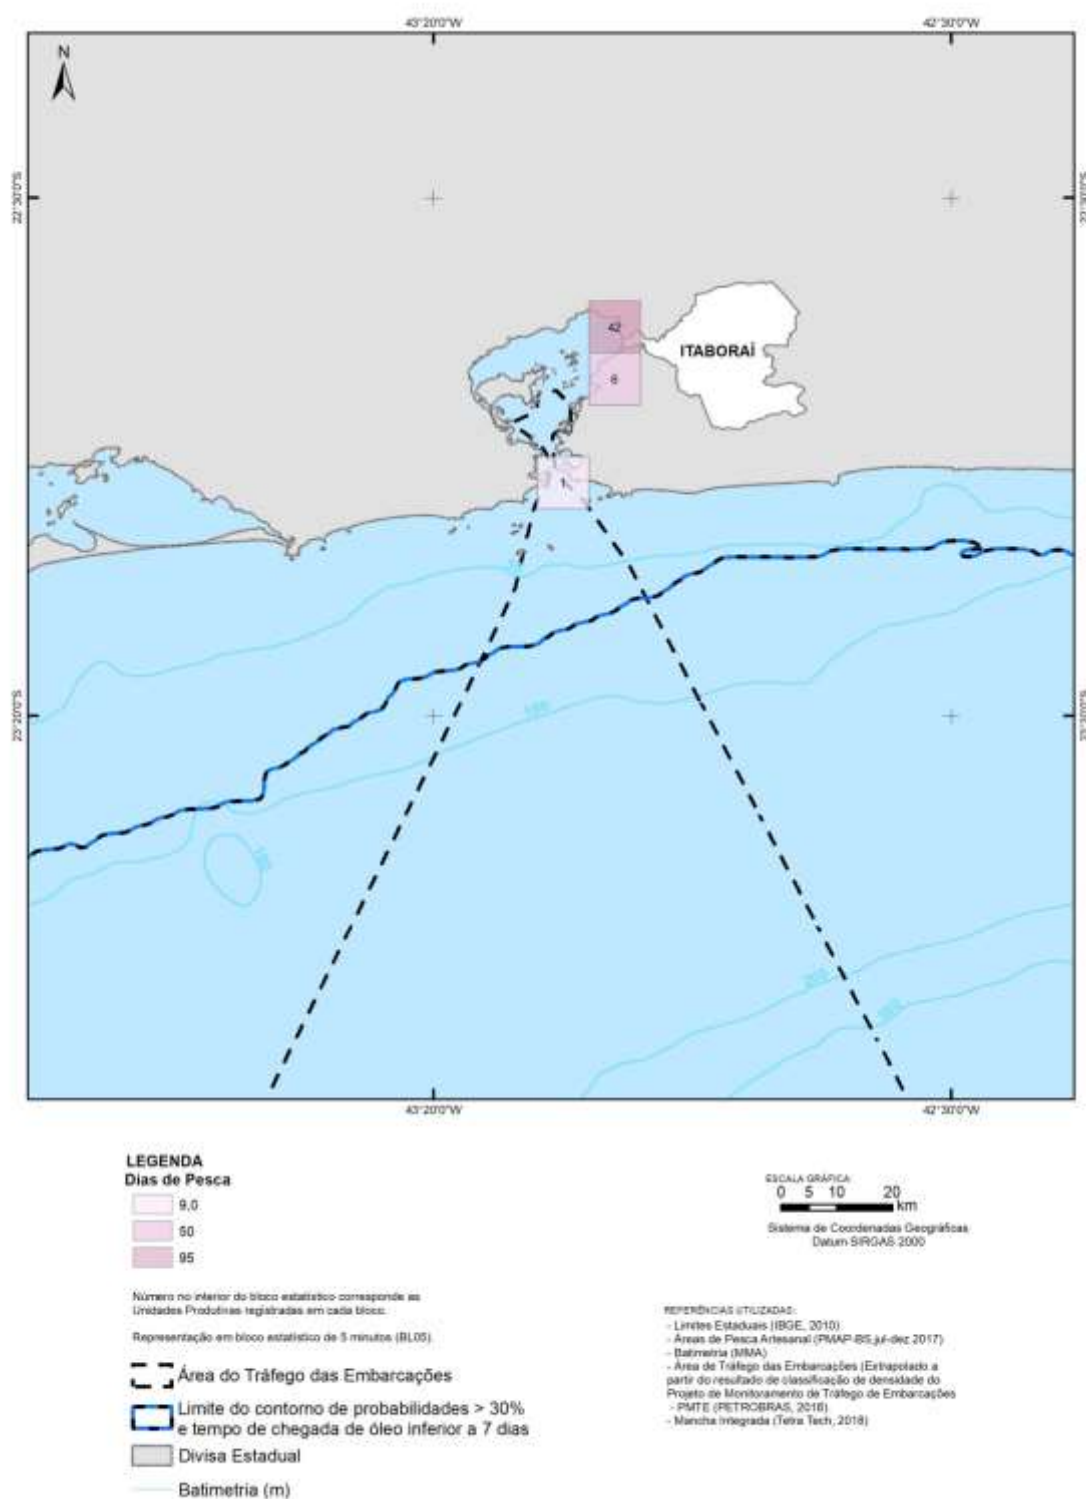 43°20'0"W
42°30'0"W
N
22°30'0"S
22°30'0"S
42
ITABORAÍ
1
23°20'0"S
100
200
43°20'0"W
42°30'0"W
LEGENDA
Dias de Pesca
9.0
50
95
Número no interior do bloco estatístico corresponde as
Unidades Produtivas registradas em cada bloco.
Representação em bloco estatístico de 5 minutos (BL05).
Área do Tráfego das Embarcações
Limite do contorno de probabilidades > 30%
e tempo de chegada de óleo inferior a 7 dias
Divisa Estadual
Batimetria (m)
ESCALA GRÁFICA
0 5 10 20
km
Sistema de Coordenadas Geográficas
Datum SIRGAS 2000
REFERÊNCIAS UTILIZADAS:
- Limites Estaduais (IBGE, 2010)
- Áreas de Pesca Artesanal (PMAP-BS, jul-dez 2017)
- Batimetria (MMA)
- Área de Tráfego das Embarcações (Extrapolado a
partir do resultado de classificação de densidade do
Projeto de Monitoramento de Tráfego de Embarcações
- PMTE (PETROBRAS, 2016)
- Mancha Integrada (Tetra Tech, 2018)